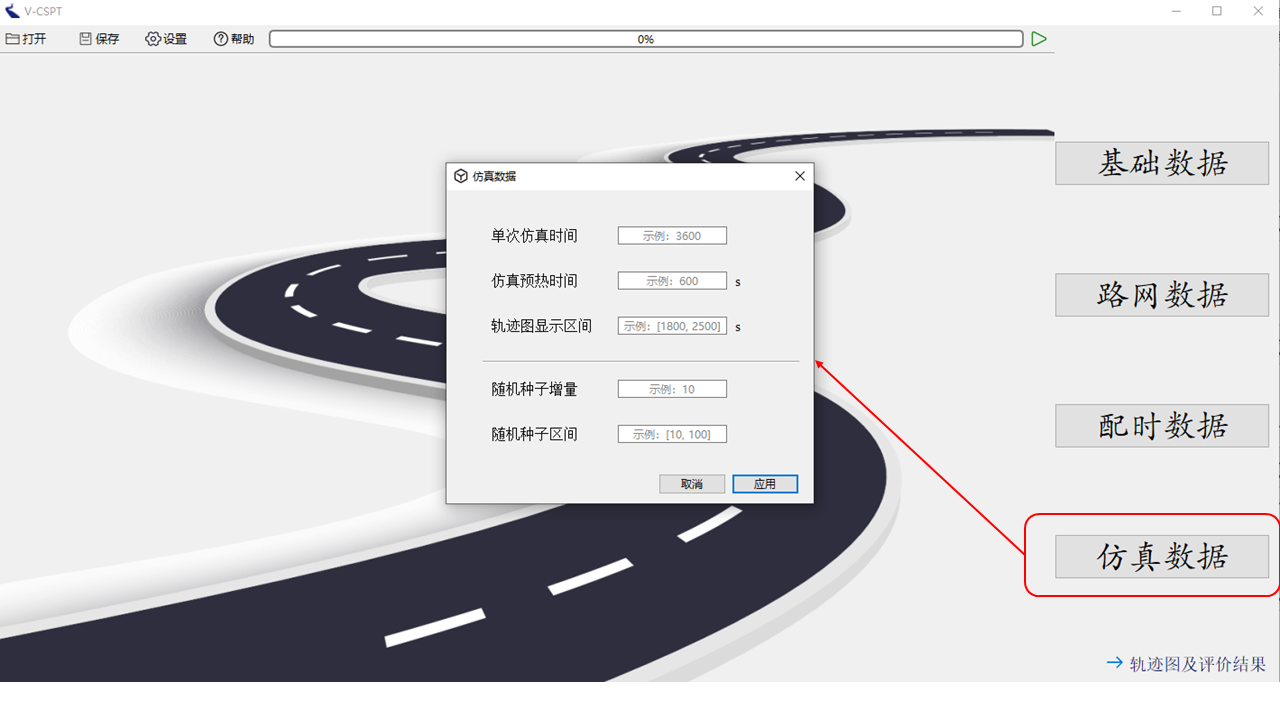 V-CSPT
打开 保存 设置 帮助 0%
仿真数据
单次仿真时间 示例：3600
仿真预热时间 示例：600 s
轨迹图显示区间 示例：[1800, 2500] s
随机种子增量 示例：10
随机种子区间 示例：[10, 100]
取消 应用
基础数据
路网数据
配时数据
仿真数据
轨迹图及评价结果